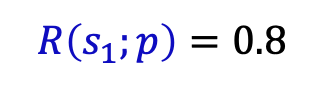 R(s₁;p) = 0.8